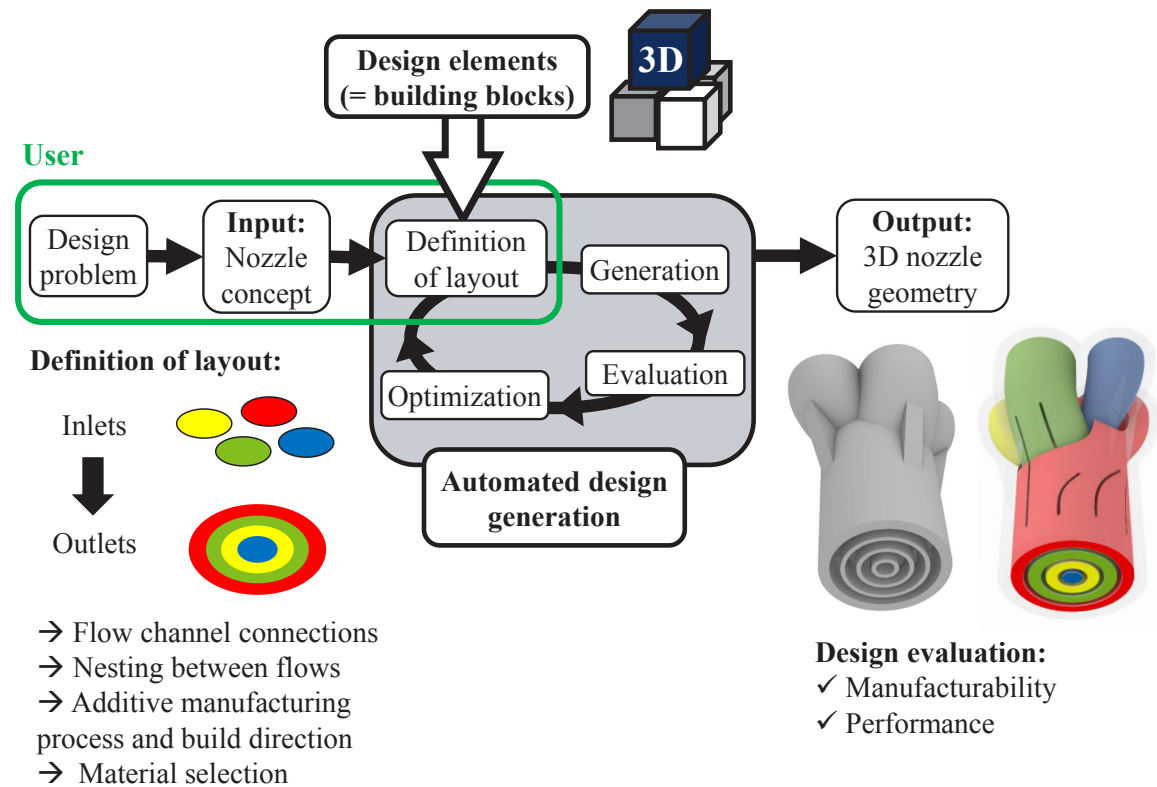 Design elements
(= building blocks)
3D
User
Design
problem
Input:
Nozzle
concept
Definition
of layout
Generation
Evaluation
Optimization
Automated design
generation
Output:
3D nozzle
geometry
Definition of layout:
Inlets
Outlets
→ Flow channel connections
→ Nesting between flows
→ Additive manufacturing
process and build direction
→ Material selection
Design evaluation:
✓ Manufacturability
✓ Performance